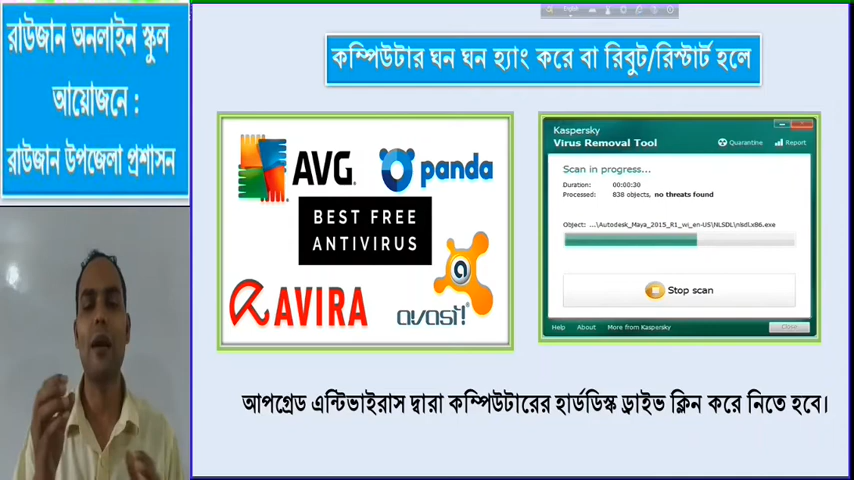 রাউজান অনলাইন স্কুল
আয়োজনে :
রাউজান উপজেলা প্রশাসন
কম্পিউটার ঘন ঘন হ্যাং করে বা রিবুট/রিস্টার্ট হলে
AVG
panda
BEST FREE
ANTIVIRUS
AVIRA
avast!
Kaspersky
Virus Removal Tool
Quarantine
Report
Scan in progress...
Duration: 00:00:30
Processed: 838 objects, no threats found
Object: ...\Autodesk_Maya_2015_R1_wi_en-US\NLSDL\nlsdl.x86.exe
Stop scan
Help About More from Kaspersky
Close
আপগ্রেড এন্টিভাইরাস দ্বারা কম্পিউটারের হার্ডডিস্ক ড্রাইভ ক্লিন করে নিতে হবে।